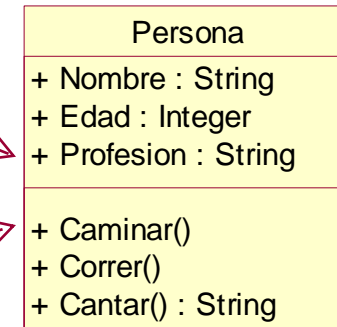 Persona
+ Nombre : String
+ Edad : Integer
+ Profesion : String
+ Caminar()
+ Correr()
+ Cantar() : String